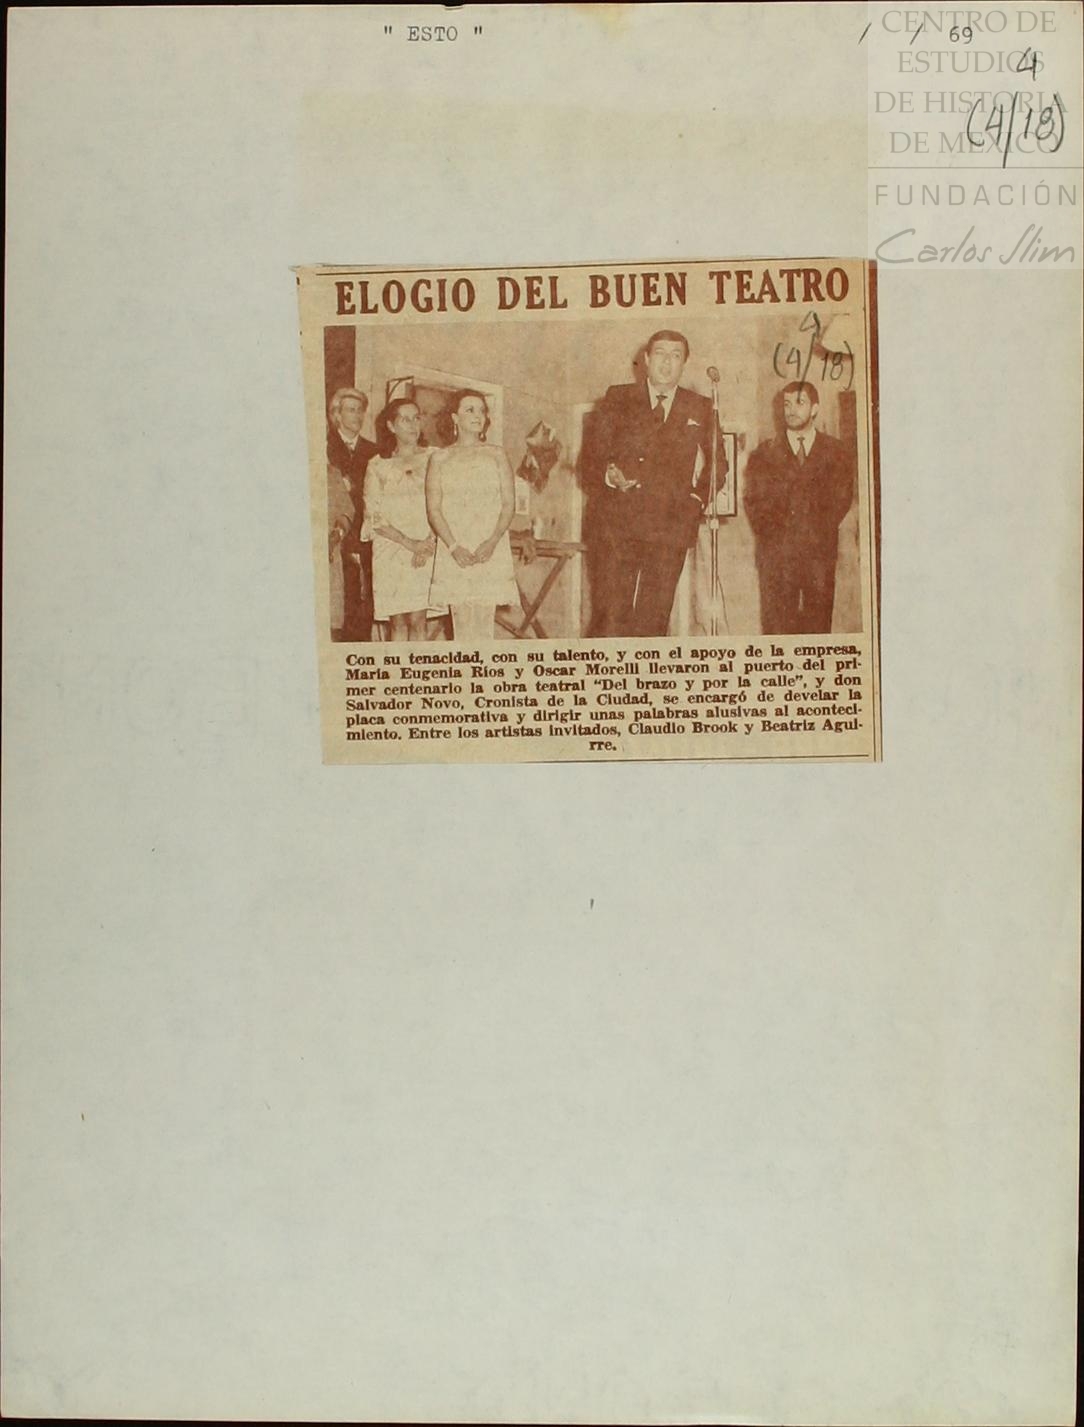 " ESTO "
/ / 69
CENTRO DE
ESTUDIOS
DE HISTORIA
DE MEXICO
4
(4/18)
FUNDACIÓN
Carlos Slim
ELOGIO DEL BUEN TEATRO
4
(4/18)
Con su tenacidad, con su talento, y con el apoyo de la empresa,
María Eugenia Ríos y Oscar Morelli llevaron al puerto del pri-
mer centenario la obra teatral "Del brazo y por la calle", y don
Salvador Novo, Cronista de la Ciudad, se encargó de develar la
placa conmemorativa y dirigir unas palabras alusivas al aconteci-
miento. Entre los artistas invitados, Claudio Brook y Beatriz Agui-
rre.